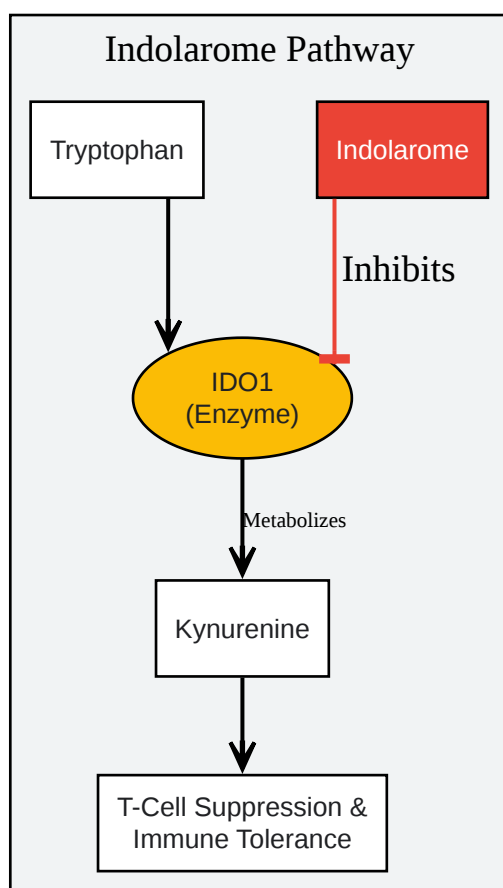 Indolarome Pathway
Tryptophan
Indolarome
Inhibits
IDO1
(Enzyme)
Metabolizes
Kynurenine
T-Cell Suppression &
Immune Tolerance